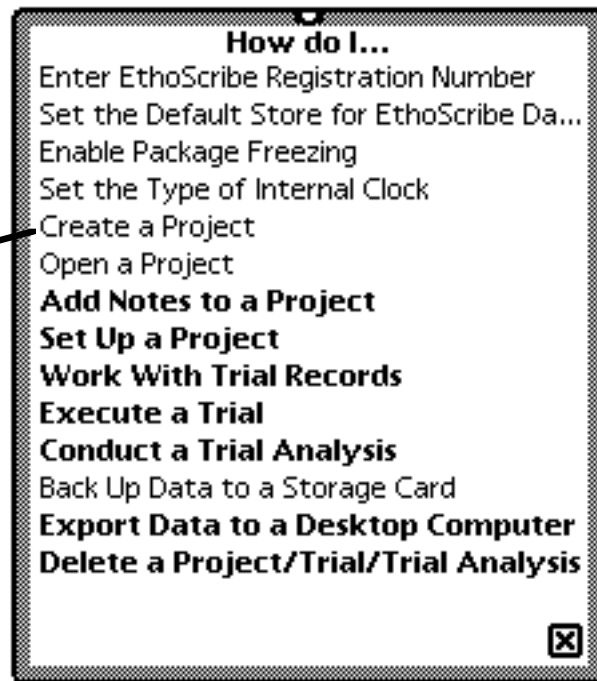 How do I...
Enter EthoScribe Registration Number
Set the Default Store for EthoScribe Da...
Enable Package Freezing
Set the Type of Internal Clock
Create a Project
Open a Project
Add Notes to a Project
Set Up a Project
Work With Trial Records
Execute a Trial
Conduct a Trial Analysis
Back Up Data to a Storage Card
Export Data to a Desktop Computer
Delete a Project/Trial/Trial Analysis